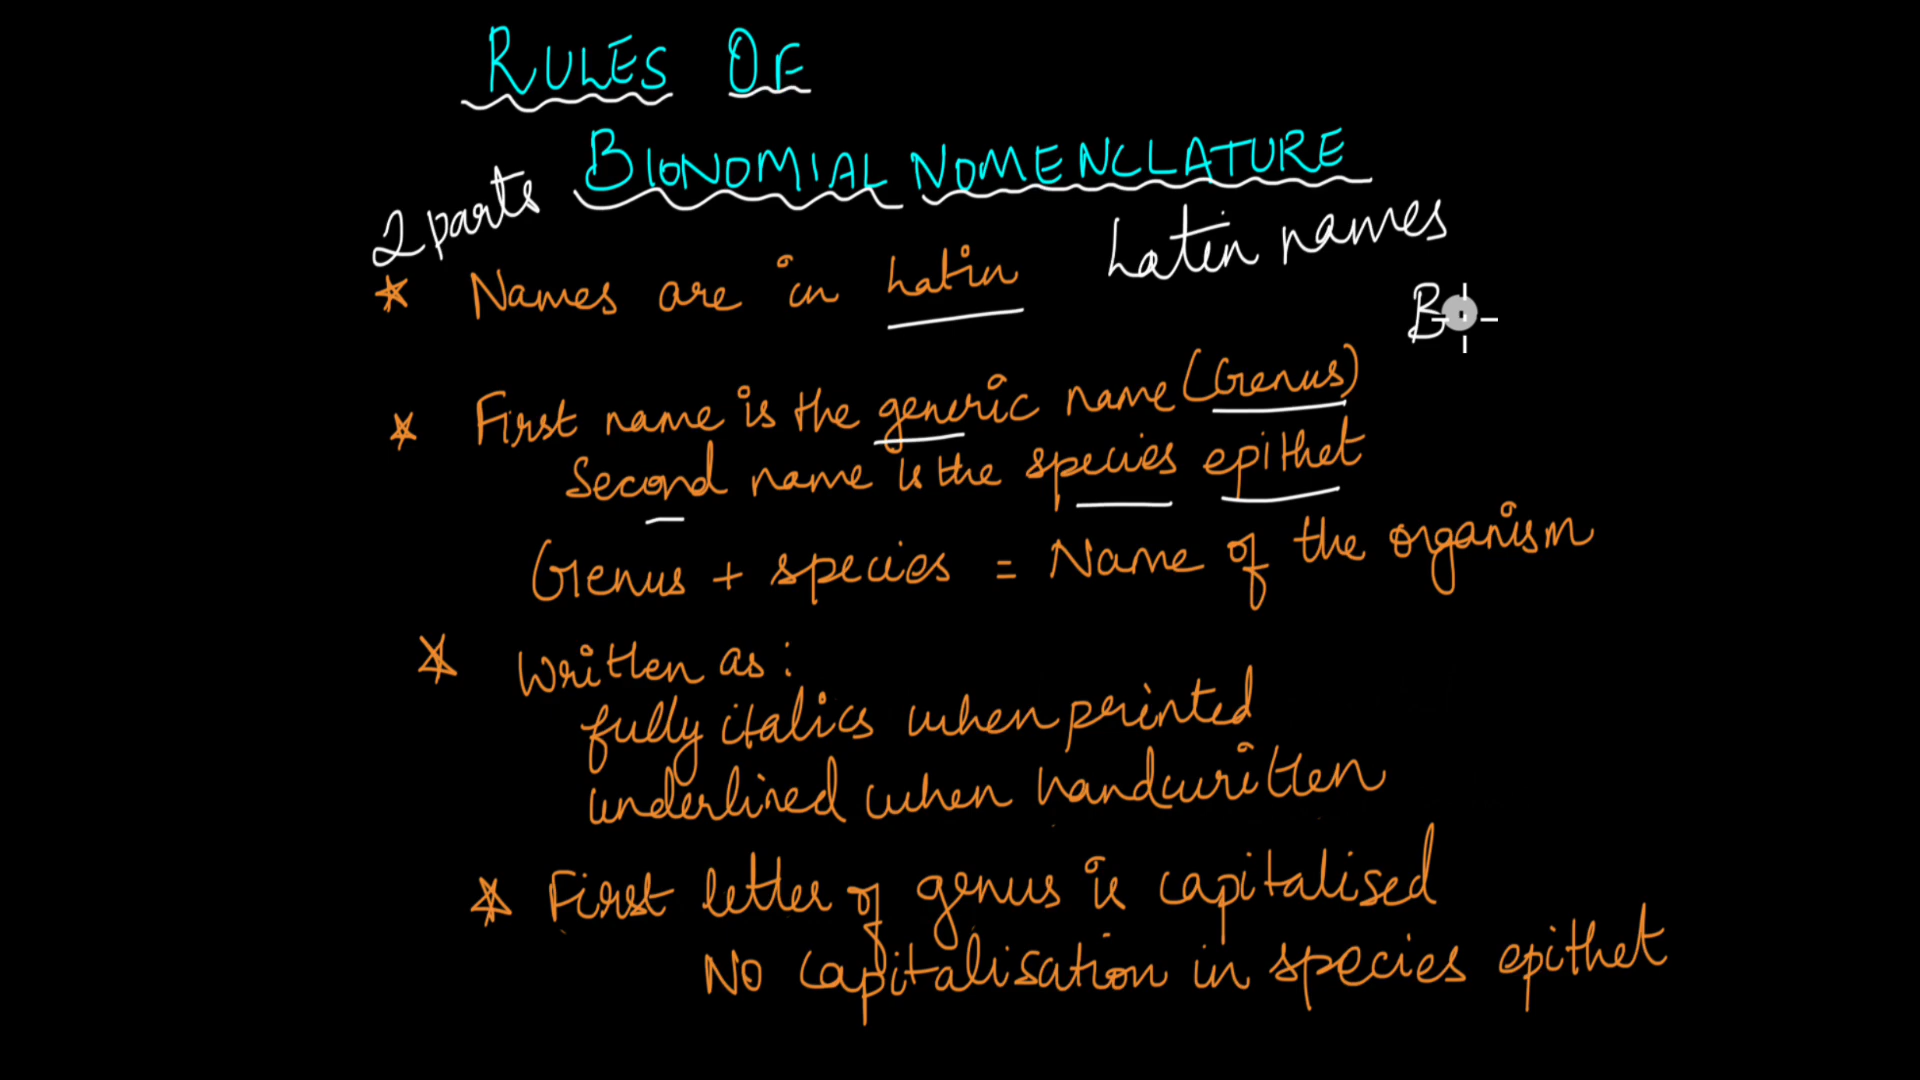 RULES OF
BIONOMIAL NOMENCLATURE
2 parts
Latin names
* Names are in Latin
B
* First name is the generic name (Genus)
Second name is the species epithet
Genus + species = Name of the organism
* Written as:
fully italics when printed
underlined when handwritten
* First letter of genus is capitalised
No capitalisation in species epithet